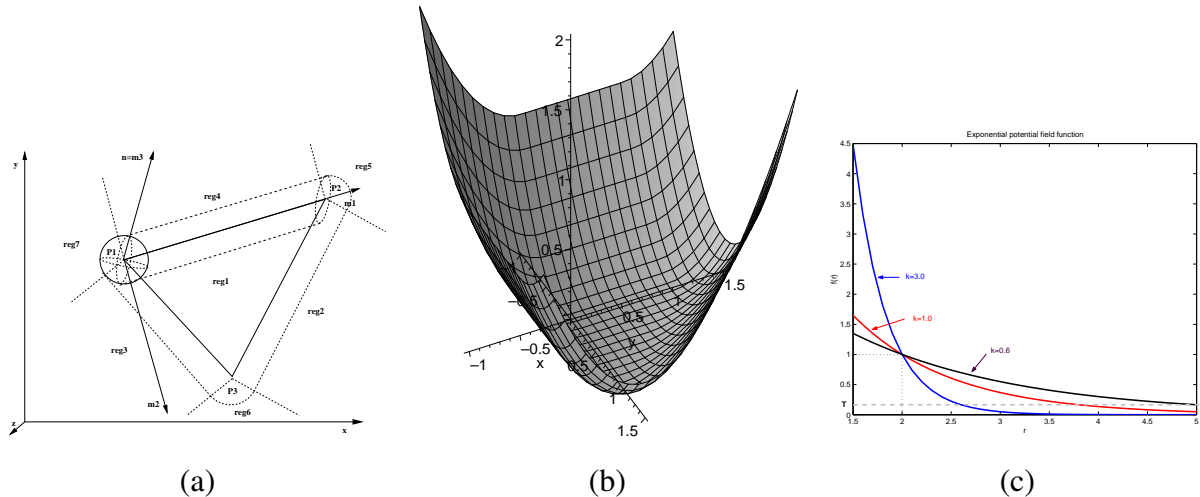 y
n=m3
reg5
P2
reg4
m1
reg7
P1
reg1
reg2
reg3
P3
m2
reg6
z
x
(a)
2
1.5
1
0.5
−1
−0.5
x
−1
−0.5
0.5
0.5
y
1
1.5
1
1.5
(b)
Exponential potential field function
4.5
4
3.5
3
2.5
2
1.5
1
0.5
T
0
f(r)
k=3.0
k=1.0
k=0.6
1.5
2
2.5
3
3.5
4
4.5
5
r
(c)